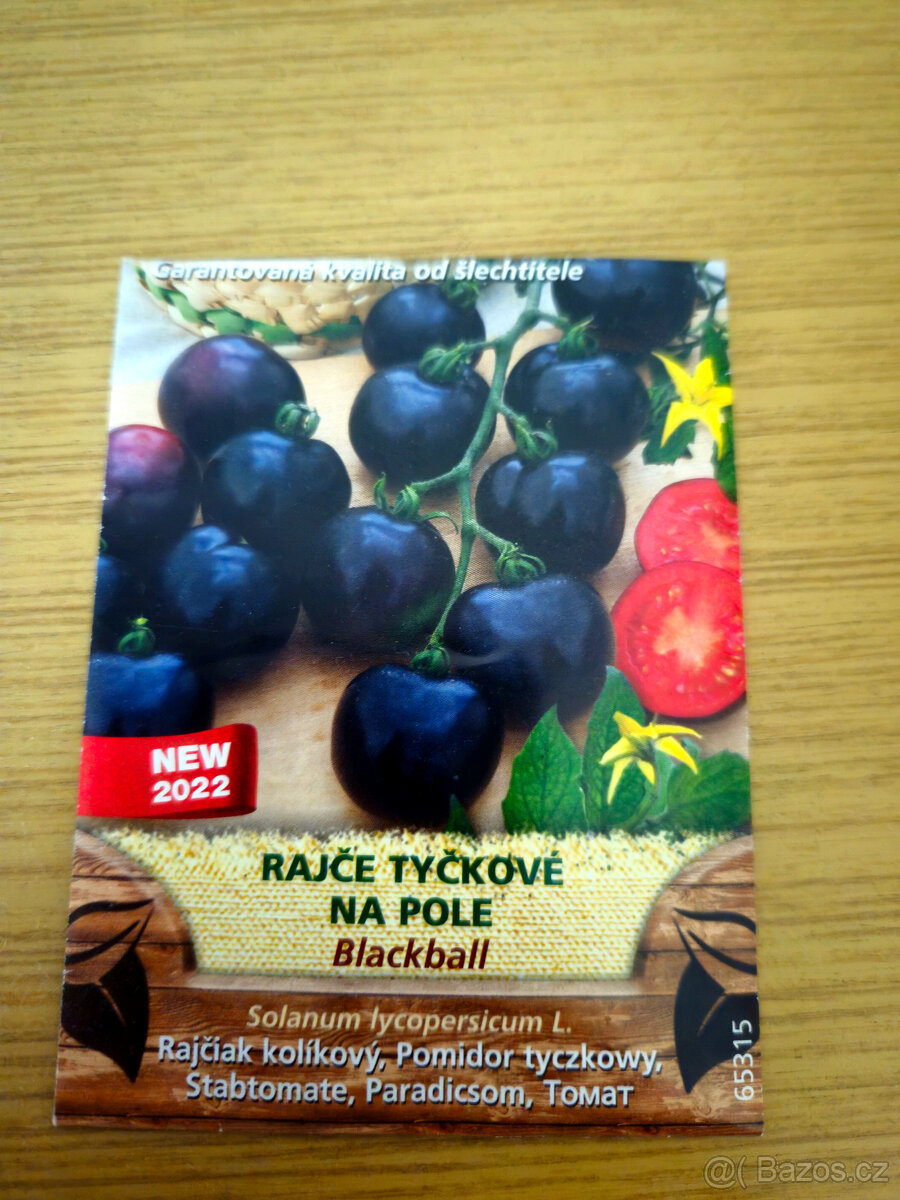 Garantovaná kvalita od šlechtitele
NEW
2022
RAJČE TYČKOVÉ
NA POLE
Blackball
Solanum lycopersicum L.
Rajčiak kolíkový, Pomidor tyczkowy,
Stabtomate, Paradicsom, Томат
65315
@( Bazos.cz